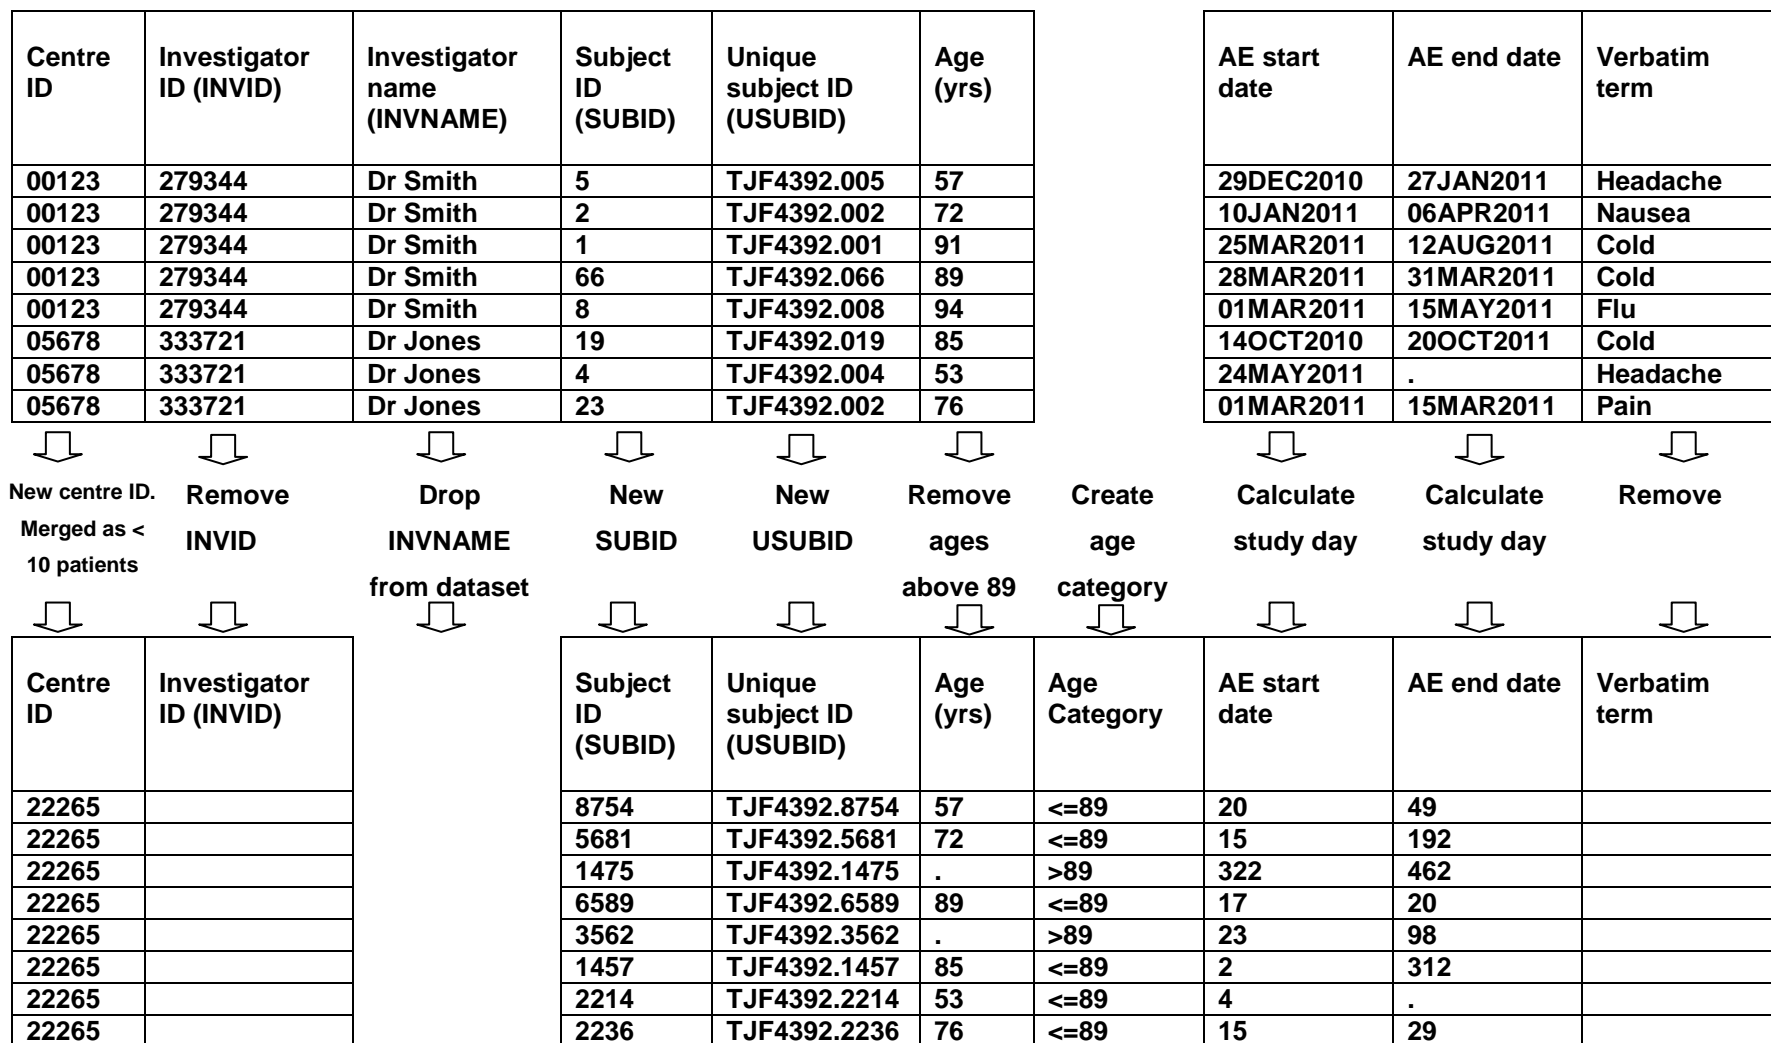 Centre Investigator Investigator Subject Unique Age AE start AE end date Verbatim
ID ID (INVID) name ID subject ID (yrs) date term
(INVNAME) (SUBID) (USUBID)
00123 279344 Dr Smith 5 TJF4392.005 57 29DEC2010 27JAN2011 Headache
00123 279344 Dr Smith 2 TJF4392.002 72 10JAN2011 06APR2011 Nausea
00123 279344 Dr Smith 1 TJF4392.001 91 25MAR2011 12AUG2011 Cold
00123 279344 Dr Smith 66 TJF4392.066 89 28MAR2011 31MAR2011 Cold
00123 279344 Dr Smith 8 TJF4392.008 94 01MAR2011 15MAY2011 Flu
05678 333721 Dr Jones 19 TJF4392.019 85 14OCT2010 20OCT2011 Cold
05678 333721 Dr Jones 4 TJF4392.004 53 24MAY2011 . Headache
05678 333721 Dr Jones 23 TJF4392.002 76 01MAR2011 15MAR2011 Pain
New centre ID. Remove Drop New New Remove Create Calculate Calculate Remove
Merged as < INVID INVNAME SUBID USUBID ages age study day study day
10 patients from dataset above 89 category
Centre Investigator Subject Unique Age Age AE start AE end date Verbatim
ID ID (INVID) ID subject ID (yrs) Category date term
(SUBID) (USUBID)
22265 8754 TJF4392.8754 57 <=89 20 49
22265 5681 TJF4392.5681 72 <=89 15 192
22265 1475 TJF4392.1475 . >89 322 462
22265 6589 TJF4392.6589 89 <=89 17 20
22265 3562 TJF4392.3562 . >89 23 98
22265 1457 TJF4392.1457 85 <=89 2 312
22265 2214 TJF4392.2214 53 <=89 4 .
22265 2236 TJF4392.2236 76 <=89 15 29